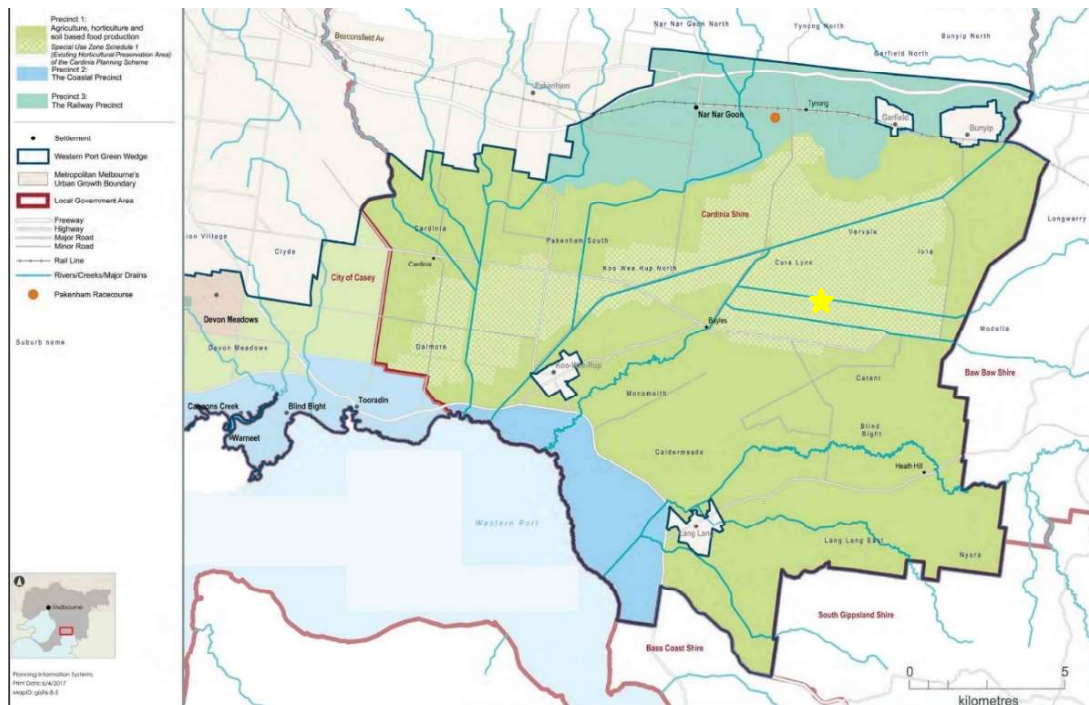 Precinct 1:
Agriculture, horticulture and
soil based food production
Special Use Zone Schedule 1
(Existing Horticultural Preservation Area)
of the Cardinia Planning Scheme
Precinct 2:
The Coastal Precinct
Precinct 3:
The Railway Precinct
Settlement
Western Port Green Wedge
Metropolitan Melbourne's
Urban Growth Boundary
Local Government Area
Freeway
Highway
Major Road
Minor Road
Rail Line
Rivers/Creeks/Major Drains
Pakenham Racecourse
Suburb name
Melbourne
Planning Information Systems
Print Date: 6/4/2017
Nar Nar Goon North
Tynong North
Bunyip North
Garfield North
Beaconsfield Av
Pakenham
Nar Nar Goon
Tynong
Garfield
Bunyip
Longwarry
Cardinia Shire
Vervale
Iona
Cardinia
Pakenham South
Koo Wee Kup North
Cora Lynn
Cardinia
Clyde
City of Casey
Devon Meadows
Devon Meadows
Dalmore
Bayles
Modella
Baw Baw Shire
Koo-Wee-Rup
Monomeith
Catani
Blind
Bight
Cannons Creek
Blind Bight
Tooradin
Warneet
Caldermeade
Heath Hill
Western Port
Lang Lang
Lang Lang East
Nyora
South Gippsland Shire
Bass Coast Shire
0 5
kilometres